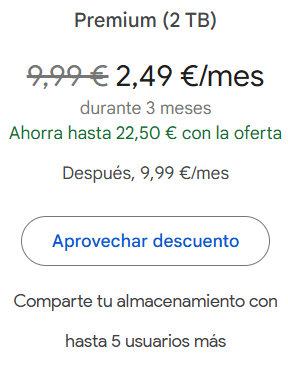 Premium (2 TB)
9,99 € 2,49 €/mes
durante 3 meses
Ahorra hasta 22,50 € con la oferta
Después, 9,99 €/mes
Aprovechar descuento
Comparte tu almacenamiento con
hasta 5 usuarios más